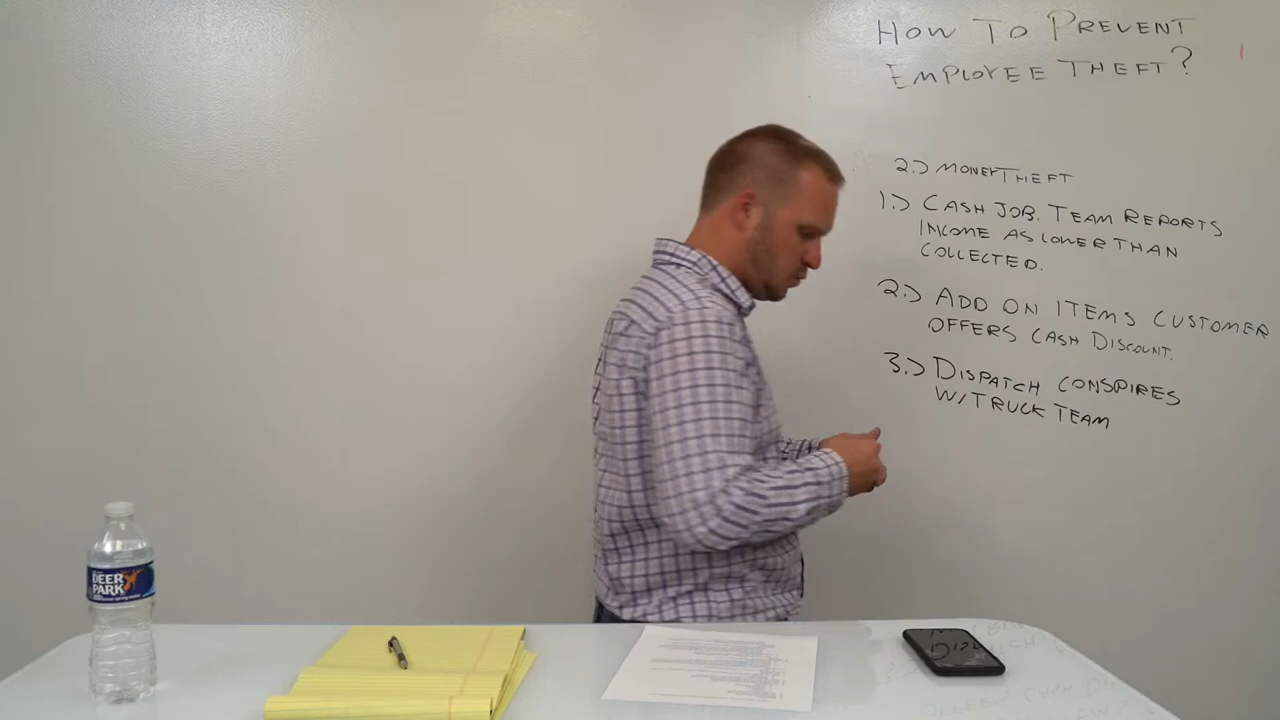 HOW TO PREVENT
EMPLOYEE THEFT?
2.) MONEY THEFT
1.) CASH JOB. TEAM REPORTS
INCOME AS LOWER THAN
COLLECTED.
2.) ADD ON ITEMS CUSTOMER
OFFERS CASH DISCOUNT.
3.) DISPATCH CONSPIRES
W/ TRUCK TEAM
DEER
PARK